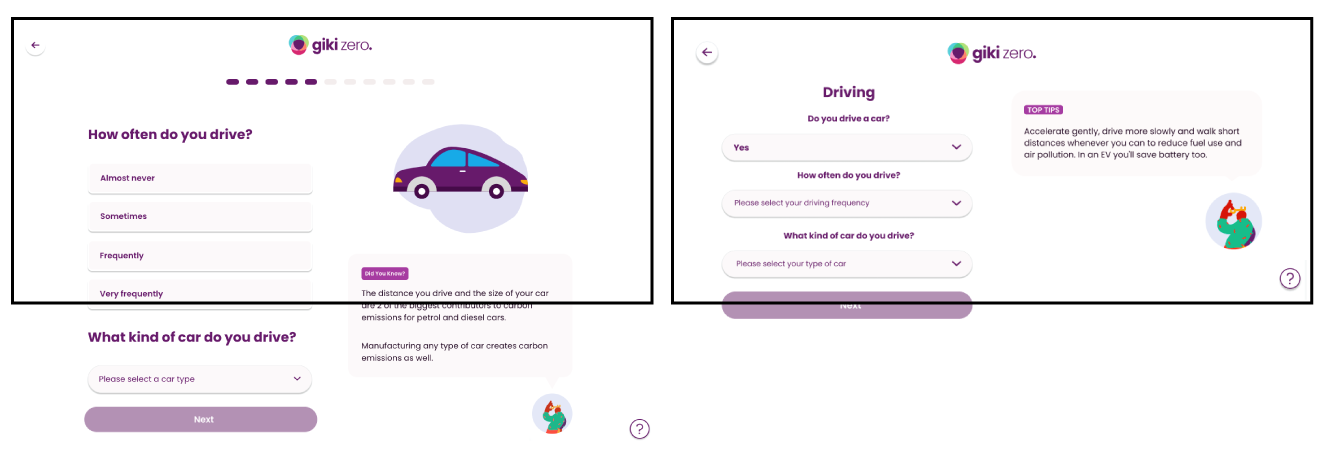 giki zero.
How often do you drive?
Almost never
Sometimes
Frequently
Very frequently
What kind of car do you drive?
Please select a car type
Next
Did You Know?
The distance you drive and the size of your car
are 2 of the biggest contributors to carbon
emissions for petrol and diesel cars.
Manufacturing any type of car creates carbon
emissions as well.
?
giki zero.
Driving
Do you drive a car?
Yes
How often do you drive?
Please select your driving frequency
What kind of car do you drive?
Please select your type of car
Next
TOP TIPS
Accelerate gently, drive more slowly and walk short
distances whenever you can to reduce fuel use and
air pollution. In an EV you'll save battery too.
?